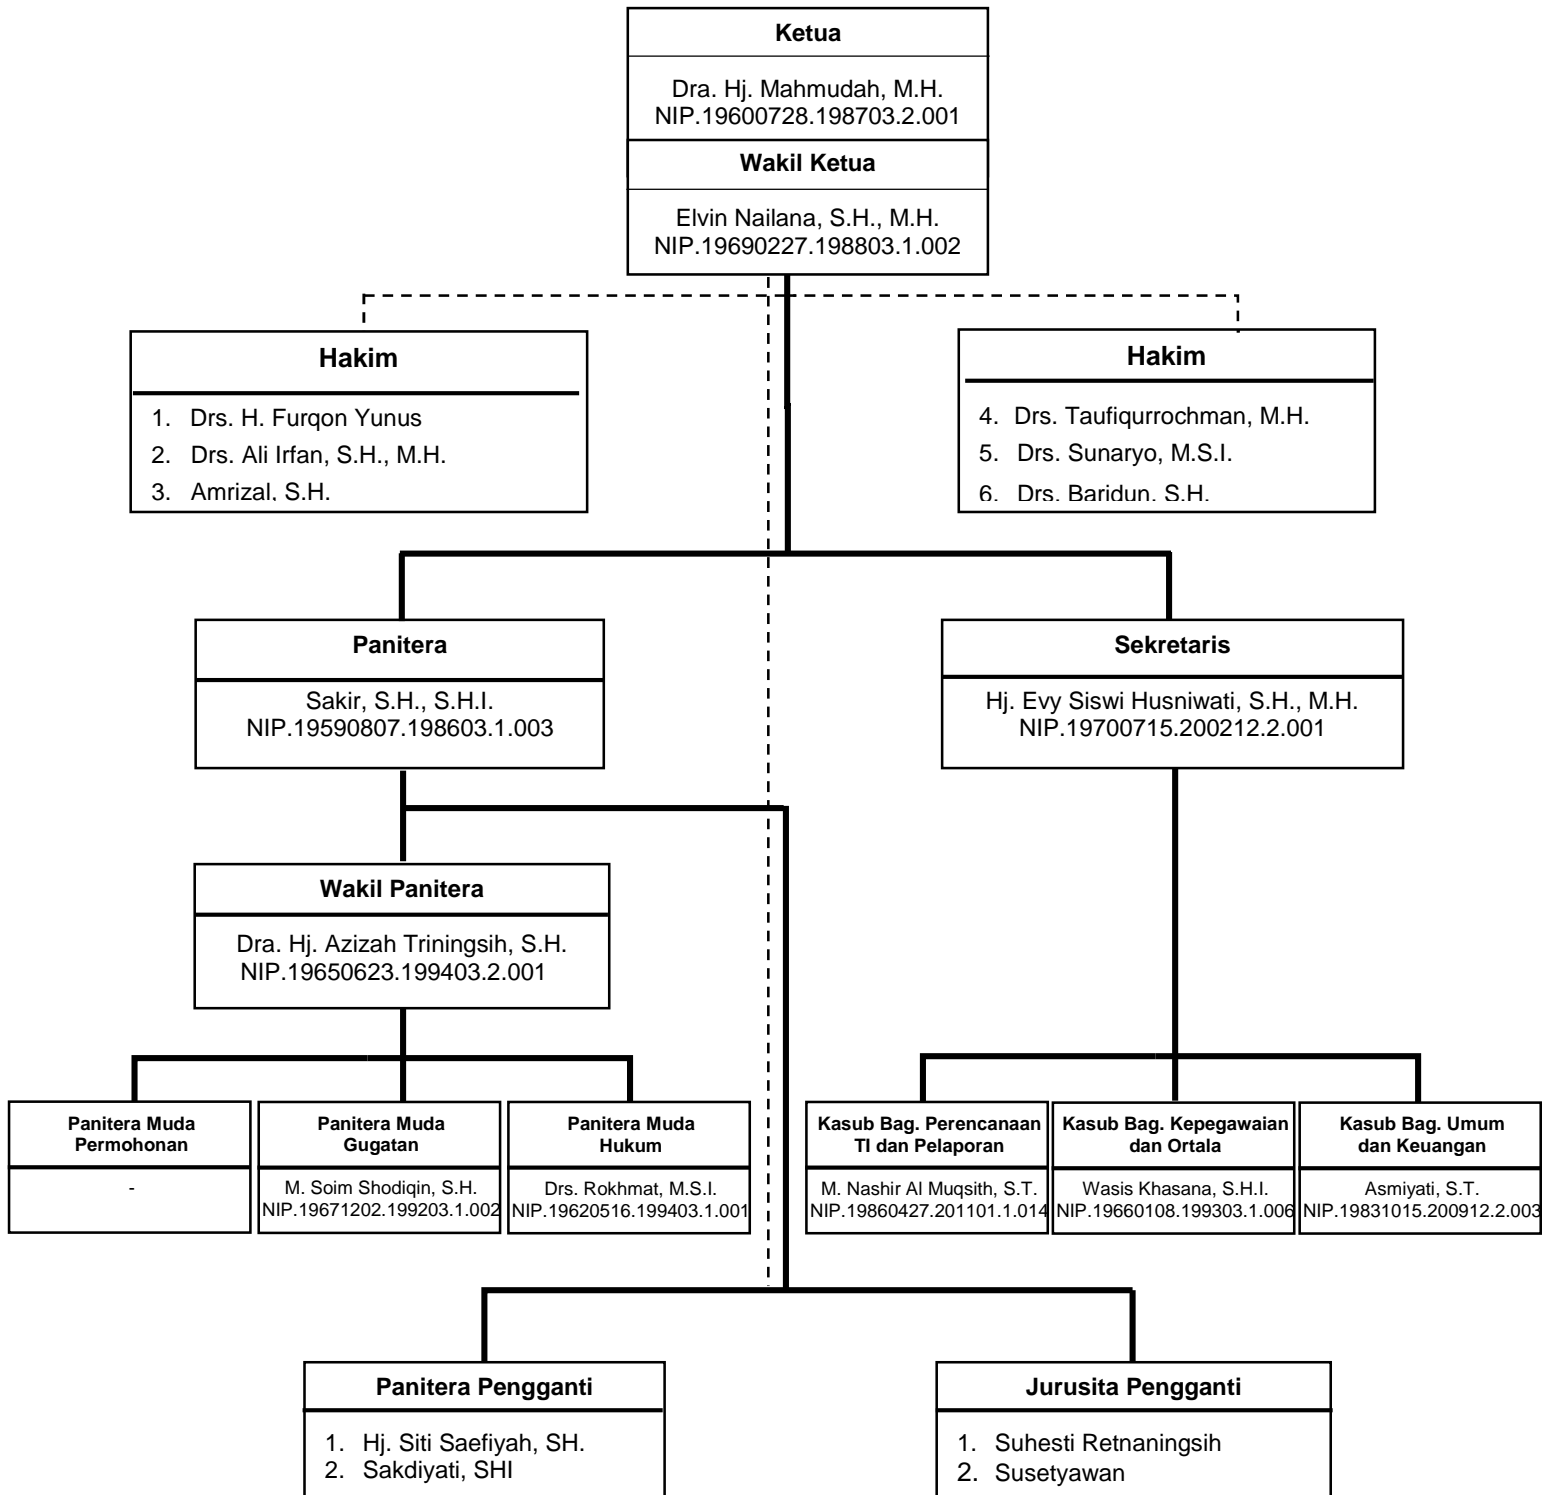 Ketua
Dra. Hj. Mahmudah, M.H.
NIP.19600728.198703.2.001
Wakil Ketua
Elvin Nailana, S.H., M.H.
NIP.19690227.198803.1.002
Hakim
1. Drs. H. Furqon Yunus
2. Drs. Ali Irfan, S.H., M.H.
3. Amrizal, S.H.
Hakim
4. Drs. Taufiqurrochman, M.H.
5. Drs. Sunaryo, M.S.I.
6. Drs. Baridun, S.H.
Panitera
Sakir, S.H., S.H.I.
NIP.19590807.198603.1.003
Sekretaris
Hj. Evy Siswi Husniwati, S.H., M.H.
NIP.19700715.200212.2.001
Wakil Panitera
Dra. Hj. Azizah Triningsih, S.H.
NIP.19650623.199403.2.001
Panitera Muda
Permohonan
-
Panitera Muda
Gugatan
M. Soim Shodiqin, S.H.
NIP.19671202.199203.1.002
Panitera Muda
Hukum
Drs. Rokhmat, M.S.I.
NIP.19620516.199403.1.001
Kasub Bag. Perencanaan
TI dan Pelaporan
M. Nashir Al Muqsith, S.T.
NIP.19860427.201101.1.014
Kasub Bag. Kepegawaian
dan Ortala
Wasis Khasana, S.H.I.
NIP.19660108.199303.1.006
Kasub Bag. Umum
dan Keuangan
Asmiyati, S.T.
NIP.19831015.200912.2.003
Panitera Pengganti
1. Hj. Siti Saefiyah, SH.
2. Sakdiyati, SHI
Jurusita Pengganti
1. Suhesti Retnaningsih
2. Susetyawan